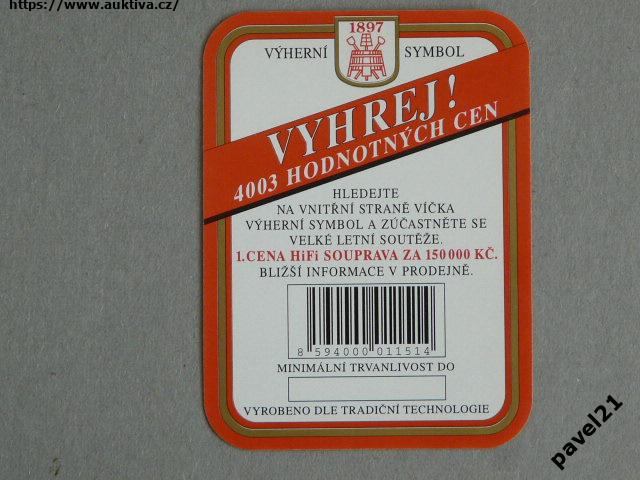 https://www.auktiva.cz/
1897
VÝHERNÍ SYMBOL
VYHREJ!
4003 HODNOTNÝCH CEN
HLEDEJTE
NA VNITŘNÍ STRANĚ VÍČKA
VÝHERNÍ SYMBOL A ZÚČASTNĚTE SE
VELKÉ LETNÍ SOUTĚŽE.
1.CENA HiFi SOUPRAVA ZA 150 000 KČ.
BLIŽŠÍ INFORMACE V PRODEJNĚ.
8 594000 011514
MINIMÁLNÍ TRVANLIVOST DO
VYROBENO DLE TRADIČNÍ TECHNOLOGIE
pavel21